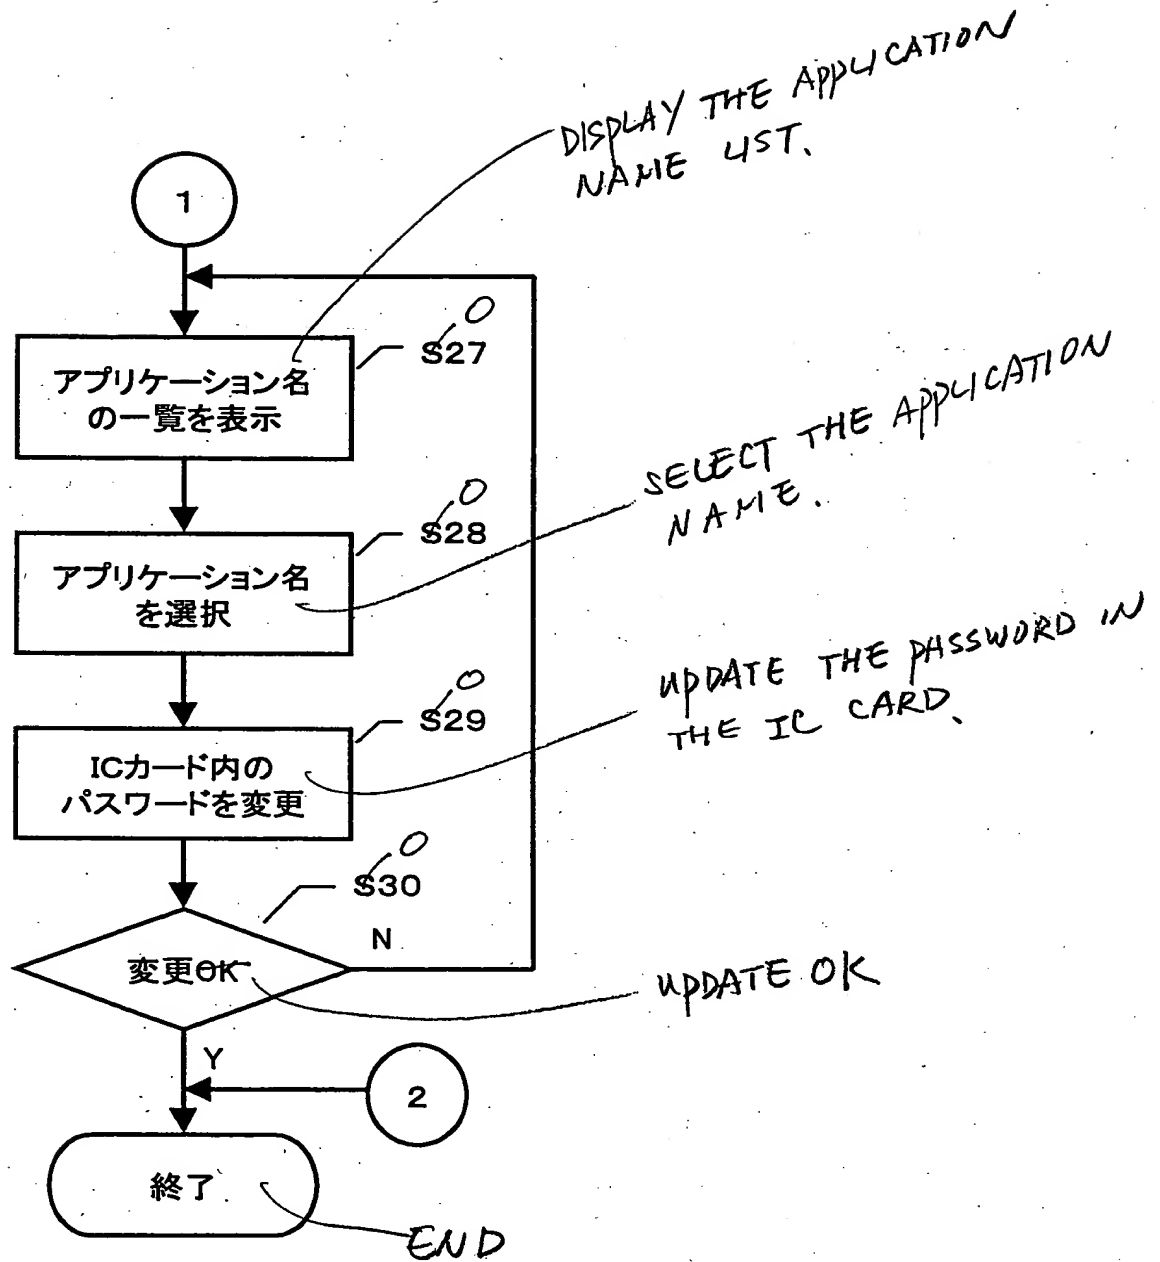 DISPLAY THE APPLICATION
NAME LIST.
1
S27
アプリケーション名
の一覧を表示
SELECT THE APPLICATION
NAME.
S28
アプリケーション名
を選択
UPDATE THE PASSWORD IN
THE IC CARD.
S29
ICカード内の
パスワードを変更
S30
N
変更OK
UPDATE OK
Y
2
終了
END